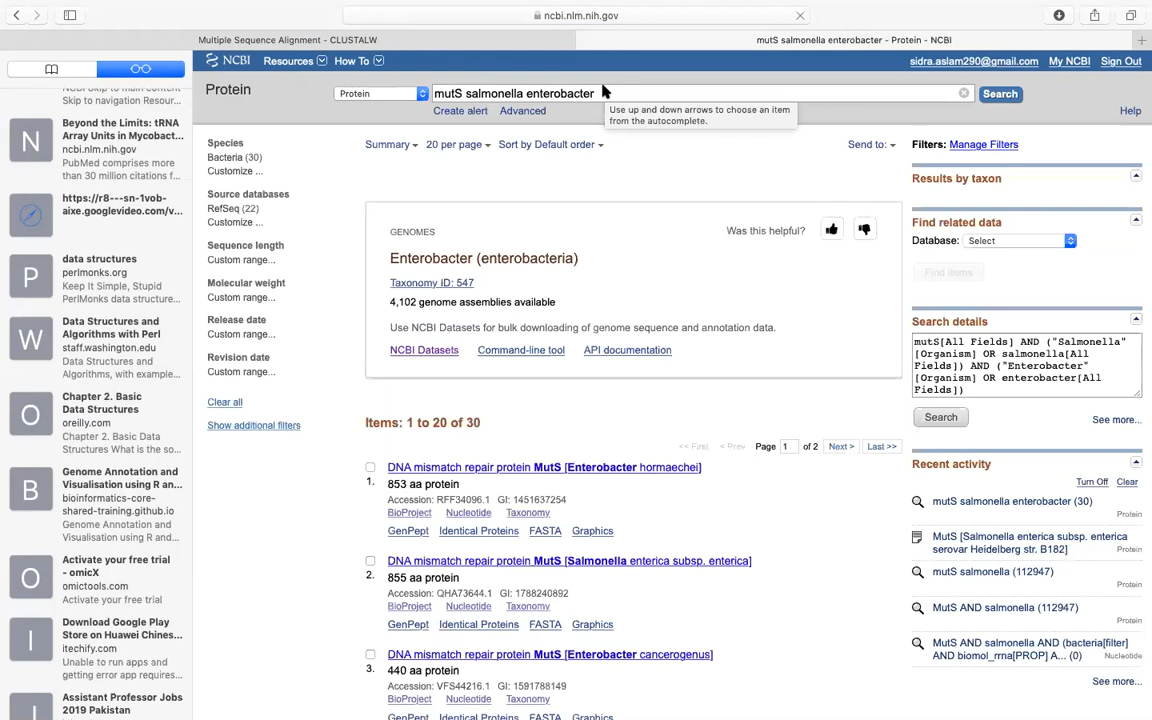 ncbi.nlm.nih.gov
Multiple Sequence Alignment - CLUSTALW
mutS salmonella enterobacter - Protein - NCBI
NCBI Resources How To
sidra.aslam290@gmail.com My NCBI Sign Out
Protein
Protein
mutS salmonella enterobacter
Search
Create alert Advanced
Help
Use up and down arrows to choose an item
from the autocomplete.
NCBI Skip to main content
Skip to navigation Resour...
N
Beyond the Limits: tRNA
Array Units in Mycobact...
ncbi.nlm.nih.gov
PubMed comprises more
than 30 million citations f...
https://r8---sn-1vob-
aixe.googlevideo.com/v...
P
data structures
perlmonks.org
Keep It Simple, Stupid
PerlMonks data structure...
W
Data Structures and
Algorithms with Perl
staff.washington.edu
Data Structures and
Algorithms, with example...
O
Chapter 2. Basic
Data Structures
oreilly.com
Chapter 2. Basic Data
Structures What is the so...
B
Genome Annotation and
Visualisation using R an...
bioinformatics-core-
shared-training.github.io
Genome Annotation and
Visualisation using R and...
O
Activate your free trial
- omicX
omictools.com
Activate your free trial
I
Download Google Play
Store on Huawei Chines...
itechify.com
Unable to run apps and
getting error app requires...
I
Assistant Professor Jobs
2019 Pakistan
Species
Bacteria (30)
Customize ...
Source databases
RefSeq (22)
Customize ...
Sequence length
Custom range...
Molecular weight
Custom range...
Release date
Custom range...
Revision date
Custom range...
Clear all
Show additional filters
Summary 20 per page Sort by Default order
Send to:
GENOMES
Was this helpful?
Enterobacter (enterobacteria)
Taxonomy ID: 547
4,102 genome assemblies available
Use NCBI Datasets for bulk downloading of genome sequence and annotation data.
NCBI Datasets Command-line tool API documentation
Items: 1 to 20 of 30
<< First < Prev Page 1 of 2 Next > Last >>
DNA mismatch repair protein MutS [Enterobacter hormaechei]
1. 853 aa protein
Accession: RFF34096.1 GI: 1451637254
BioProject Nucleotide Taxonomy
GenPept Identical Proteins FASTA Graphics
DNA mismatch repair protein MutS [Salmonella enterica subsp. enterica]
2. 855 aa protein
Accession: QHA73644.1 GI: 1788240892
BioProject Nucleotide Taxonomy
GenPept Identical Proteins FASTA Graphics
DNA mismatch repair protein MutS [Enterobacter cancerogenus]
3. 440 aa protein
Accession: VFS44216.1 GI: 1591788149
BioProject Nucleotide Taxonomy
GenPept Identical Proteins FASTA Graphics
Filters: Manage Filters
Results by taxon
Find related data
Database: Select
Find items
Search details
mutS[All Fields] AND ("Salmonella"
[Organism] OR salmonella[All
Fields]) AND ("Enterobacter"
[Organism] OR enterobacter[All
Fields])
Search
See more...
Recent activity
Turn Off Clear
mutS salmonella enterobacter (30)
Protein
MutS [Salmonella enterica subsp. enterica
serovar Heidelberg str. B182]
Protein
mutS salmonella (112947)
Protein
MutS AND salmonella (112947)
Protein
MutS AND salmonella AND (bacteria[filter]
AND biomol_rrna[PROP] A... (0)
Nucleotide
See more...